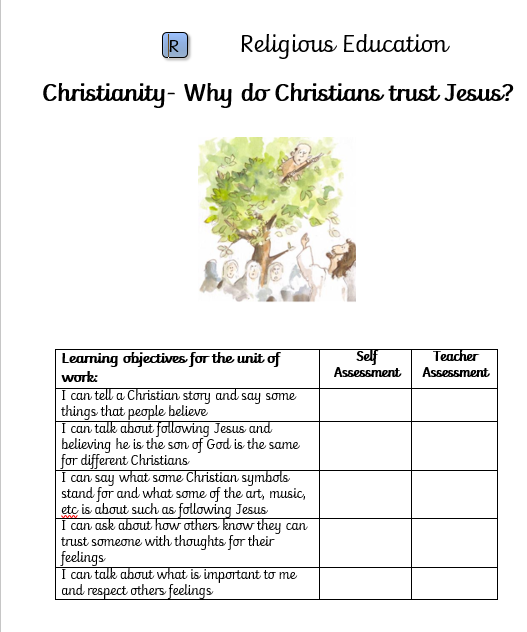 R Religious Education
Christianity- Why do Christians trust Jesus?
Learning objectives for the unit of work: Self Assessment Teacher Assessment
I can tell a Christian story and say some
things that people believe
I can talk about following Jesus and
believing he is the son of God is the same
for different Christians
I can say what some Christian symbols
stand for and what some of the art, music,
etc is about such as following Jesus
I can ask about how others know they can
trust someone with thoughts for their
feelings
I can talk about what is important to me
and respect others feelings